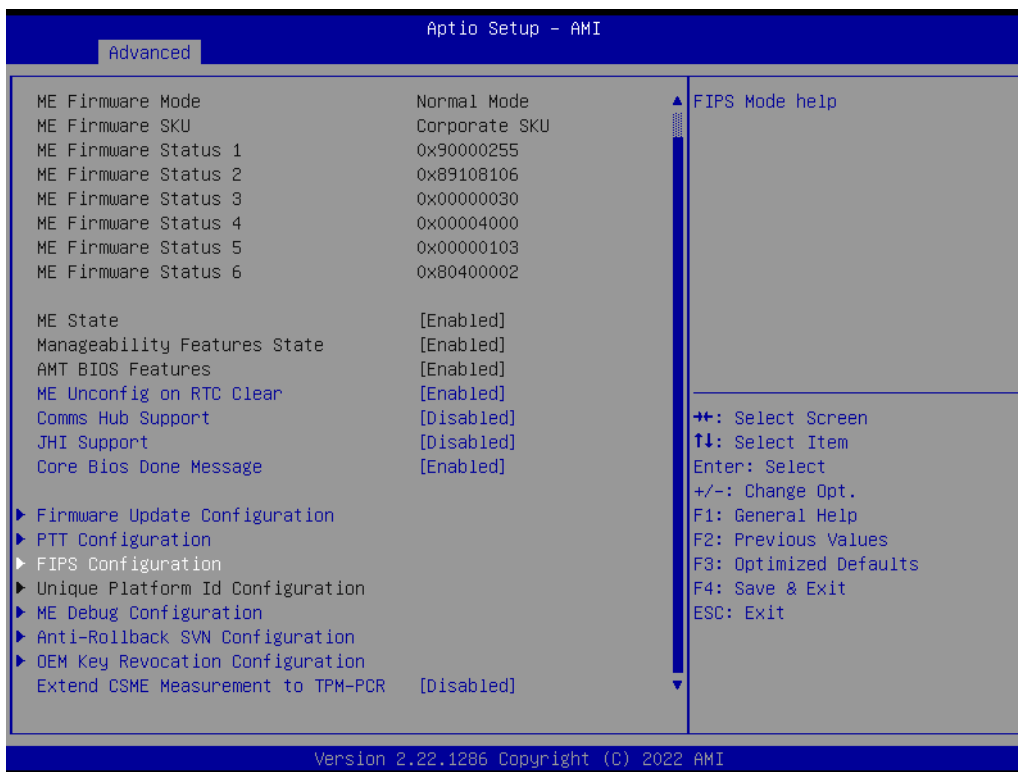 Aptio Setup – AMI
Advanced
ME Firmware Mode Normal Mode
ME Firmware SKU Corporate SKU
ME Firmware Status 1 0x90000255
ME Firmware Status 2 0x89108106
ME Firmware Status 3 0x00000030
ME Firmware Status 4 0x00004000
ME Firmware Status 5 0x00000103
ME Firmware Status 6 0x80400002
ME State [Enabled]
Manageability Features State [Enabled]
AMT BIOS Features [Enabled]
ME Unconfig on RTC Clear [Enabled]
Comms Hub Support [Disabled]
JHI Support [Disabled]
Core Bios Done Message [Enabled]
Firmware Update Configuration
PTT Configuration
FIPS Configuration
Unique Platform Id Configuration
ME Debug Configuration
Anti-Rollback SVN Configuration
OEM Key Revocation Configuration
Extend CSME Measurement to TPM-PCR [Disabled]
FIPS Mode help
→←: Select Screen
↑↓: Select Item
Enter: Select
+/-: Change Opt.
F1: General Help
F2: Previous Values
F3: Optimized Defaults
F4: Save & Exit
ESC: Exit
Version 2.22.1286 Copyright (C) 2022 AMI